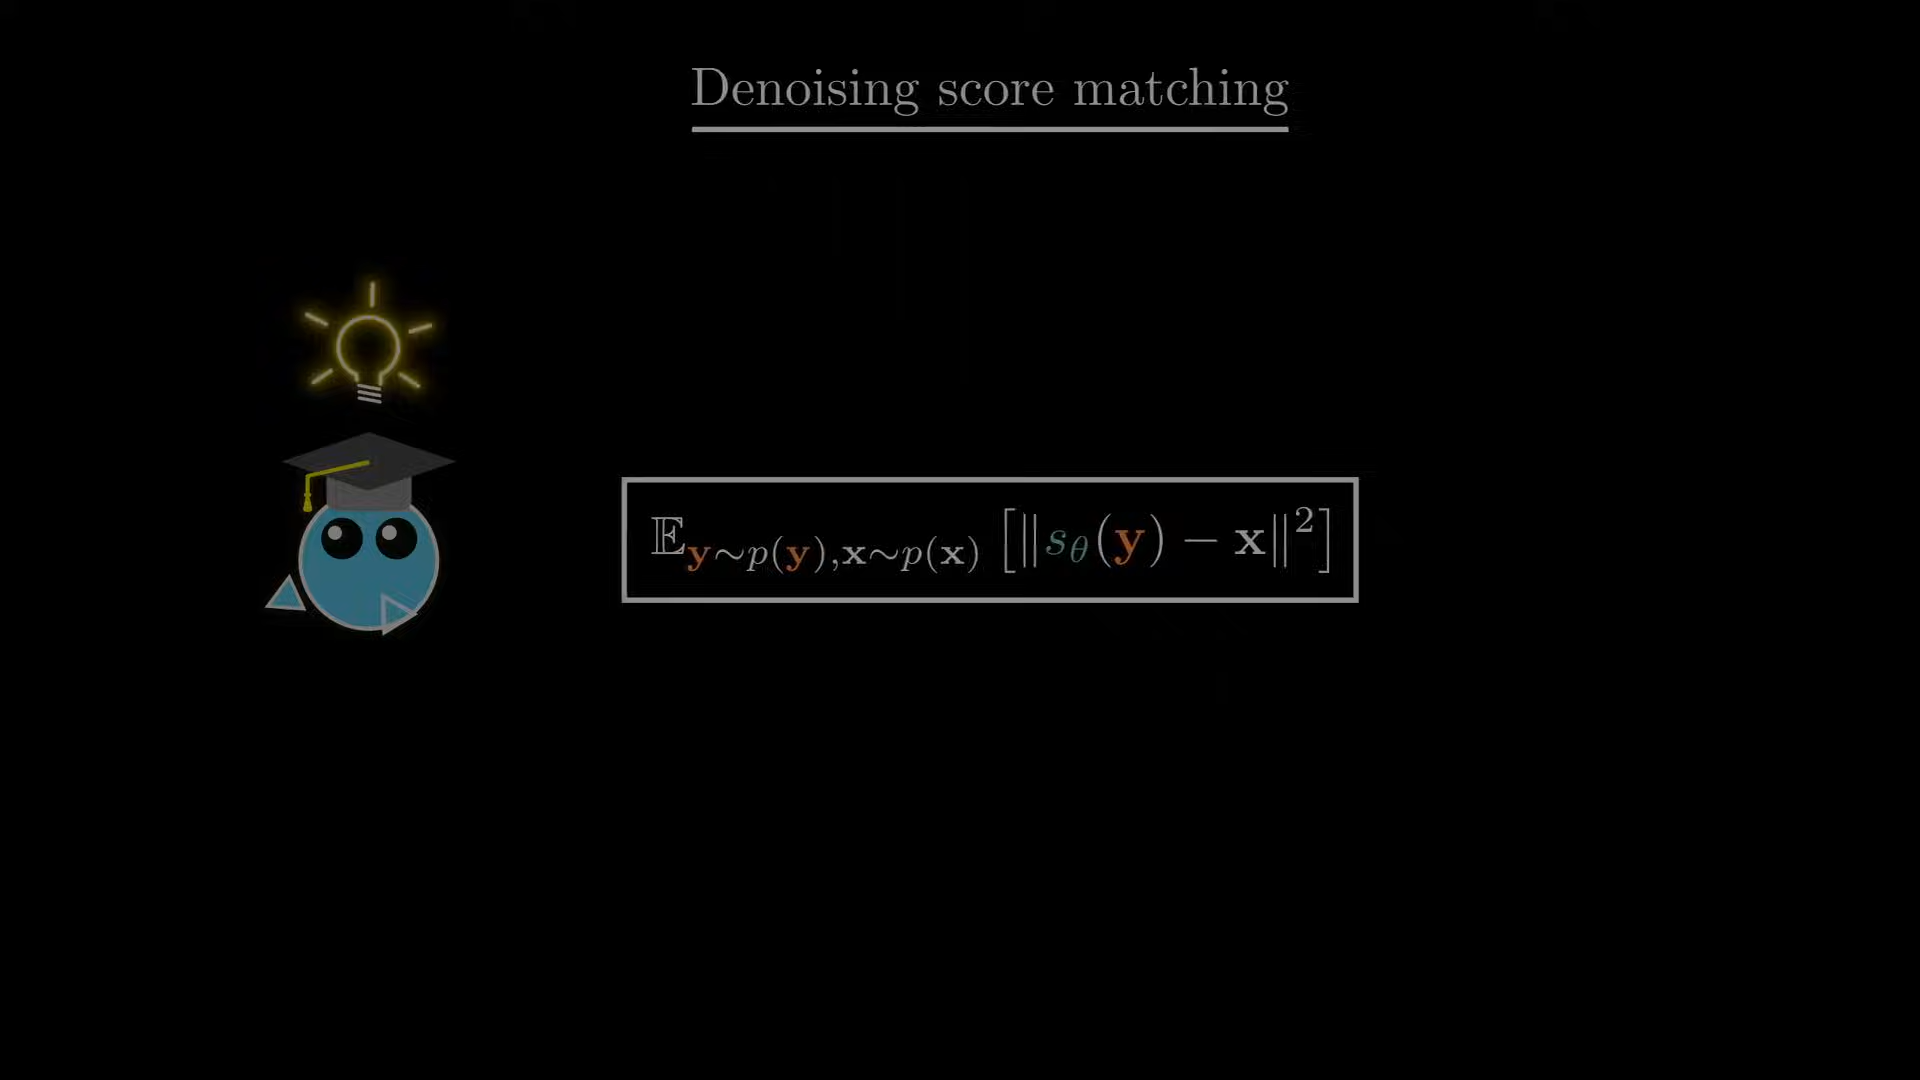 Denoising score matching
𝔼_{𝐲∼p(𝐲),𝐱∼p(𝐱)} [‖s_θ(𝐲) − 𝐱‖²]